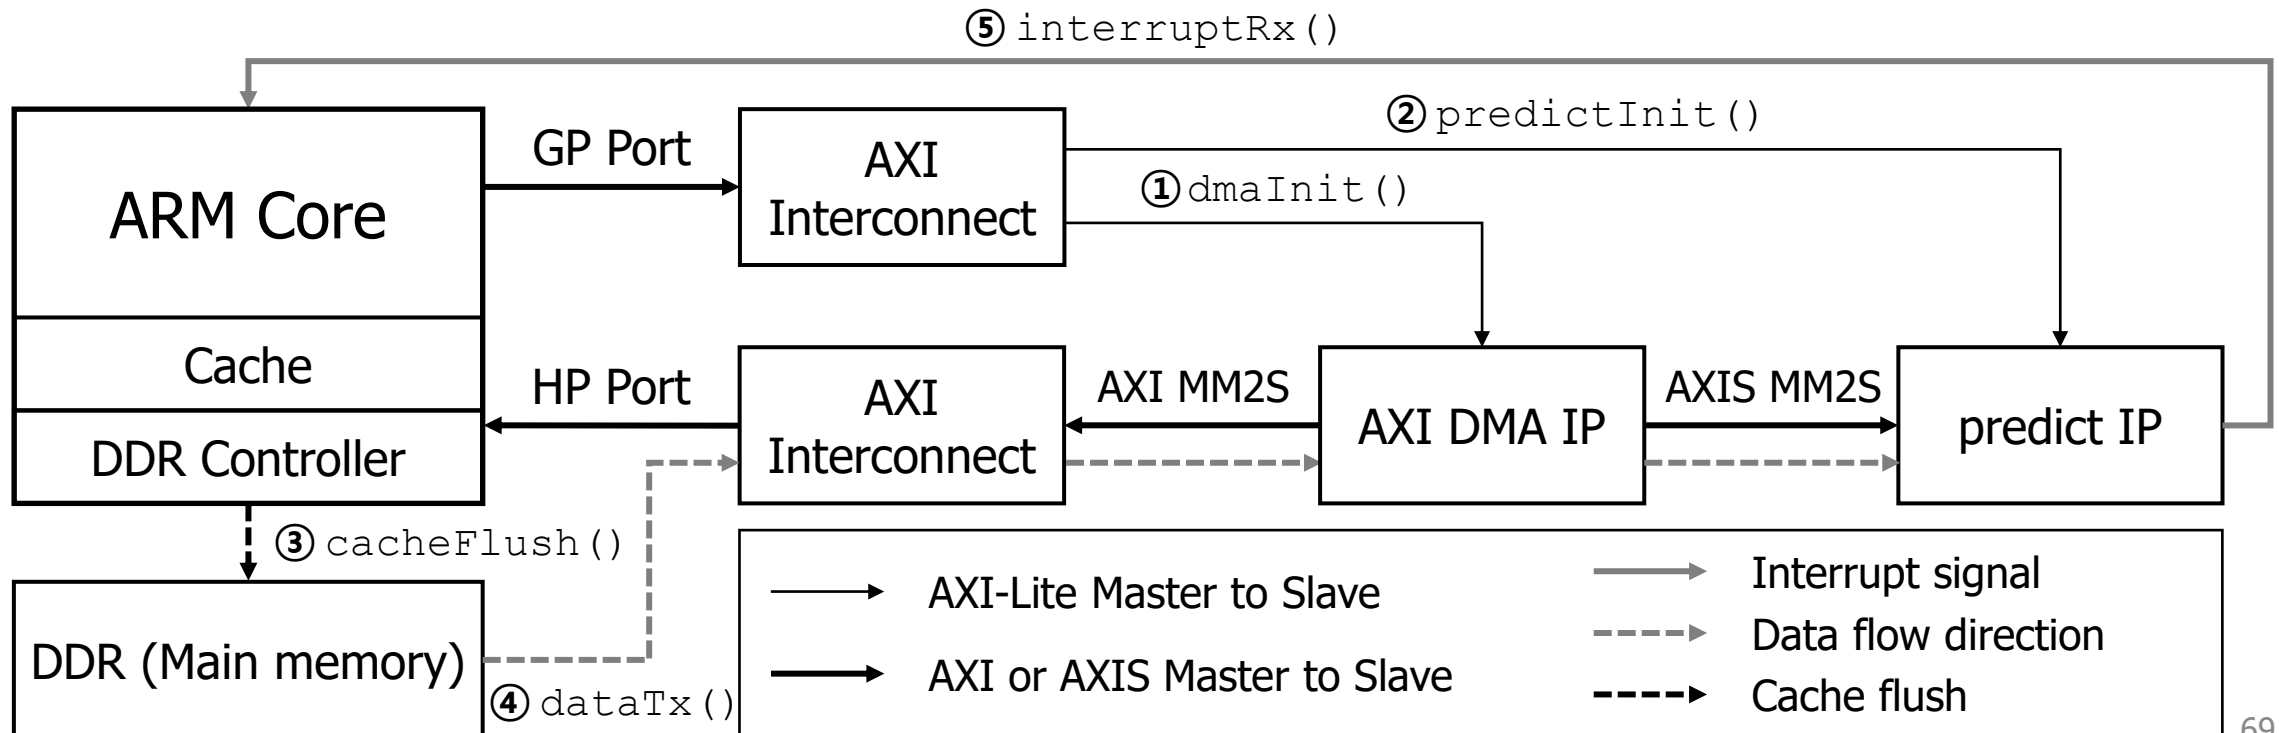 ⑤ interruptRx()
② predictInit()
GP Port
AXI
Interconnect
① dmaInit()
ARM Core
Cache
DDR Controller
HP Port
AXI
Interconnect
AXI MM2S
AXI DMA IP
AXIS MM2S
predict IP
③ cacheFlush()
DDR (Main memory)
④ dataTx()
AXI-Lite Master to Slave
AXI or AXIS Master to Slave
Interrupt signal
Data flow direction
Cache flush
69